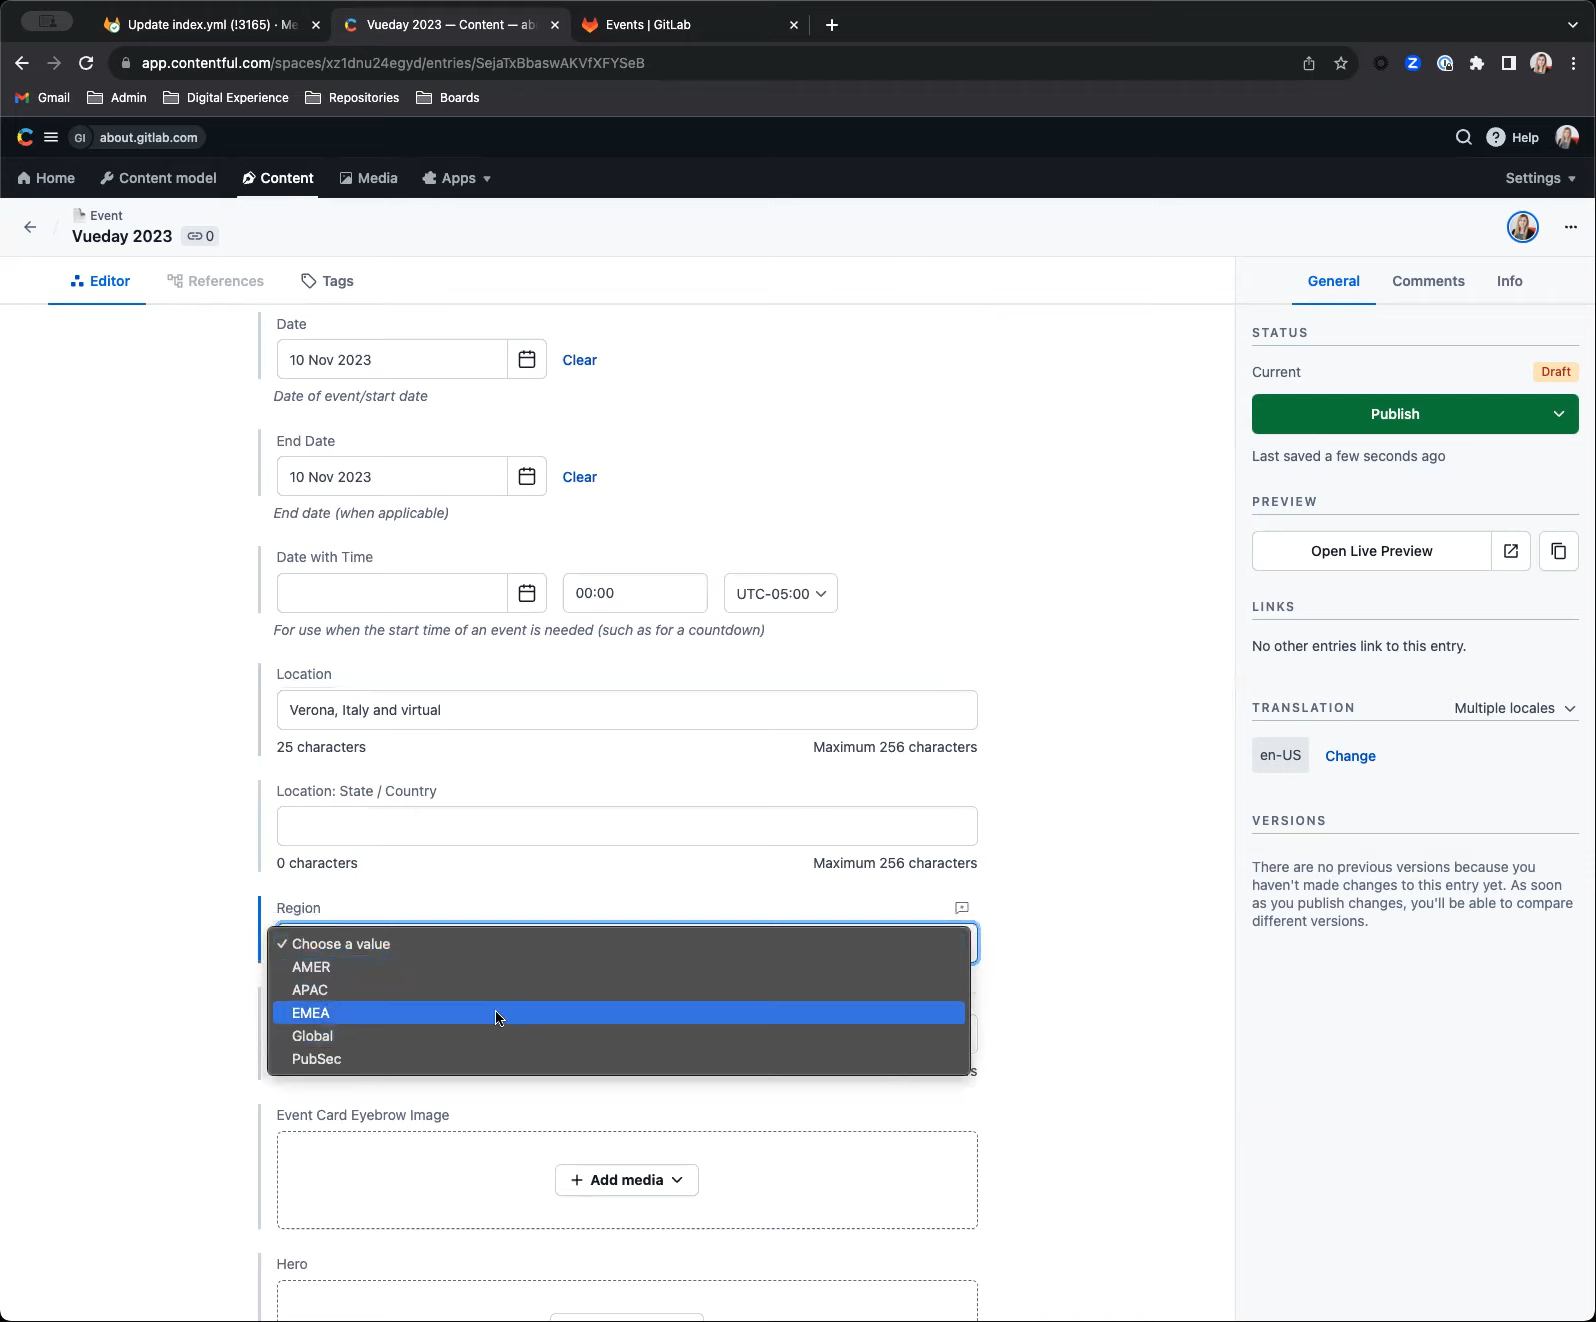 Update index.yml (!3165) · Me
Vueday 2023 — Content — ab
Events | GitLab
app.contentful.com/spaces/xz1dnu24egyd/entries/SejaTxBbaswAKVfXFYSeB
Gmail
Admin
Digital Experience
Repositories
Boards
GI
about.gitlab.com
Help
Home
Content model
Content
Media
Apps
Settings
Event
Vueday 2023
0
Editor
References
Tags
General
Comments
Info
Date
10 Nov 2023
Clear
Date of event/start date
End Date
10 Nov 2023
Clear
End date (when applicable)
Date with Time
00:00
UTC-05:00
For use when the start time of an event is needed (such as for a countdown)
Location
Verona, Italy and virtual
25 characters
Maximum 256 characters
Location: State / Country
0 characters
Maximum 256 characters
Region
Choose a value
AMER
APAC
EMEA
Global
PubSec
s
Event Card Eyebrow Image
Add media
Hero
STATUS
Current
Draft
Publish
Last saved a few seconds ago
PREVIEW
Open Live Preview
LINKS
No other entries link to this entry.
TRANSLATION
Multiple locales
en-US
Change
VERSIONS
There are no previous versions because you
haven't made changes to this entry yet. As soon
as you publish changes, you'll be able to compare
different versions.